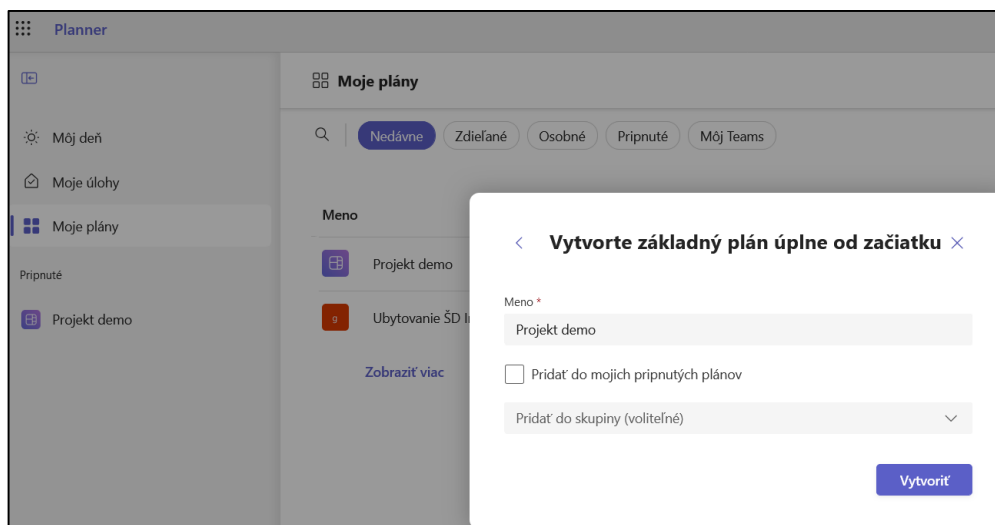 Planner
Moje plány
Môj deň
Moje úlohy
Moje plány
Pripnuté
Projekt demo
Nedávne
Zdieľané
Osobné
Pripnuté
Môj Teams
Meno
Projekt demo
g
Ubytovanie ŠD
Zobraziť viac
Vytvorte základný plán úplne od začiatku
Meno *
Projekt demo
Pridať do mojich pripnutých plánov
Pridať do skupiny (voliteľné)
Vytvoriť